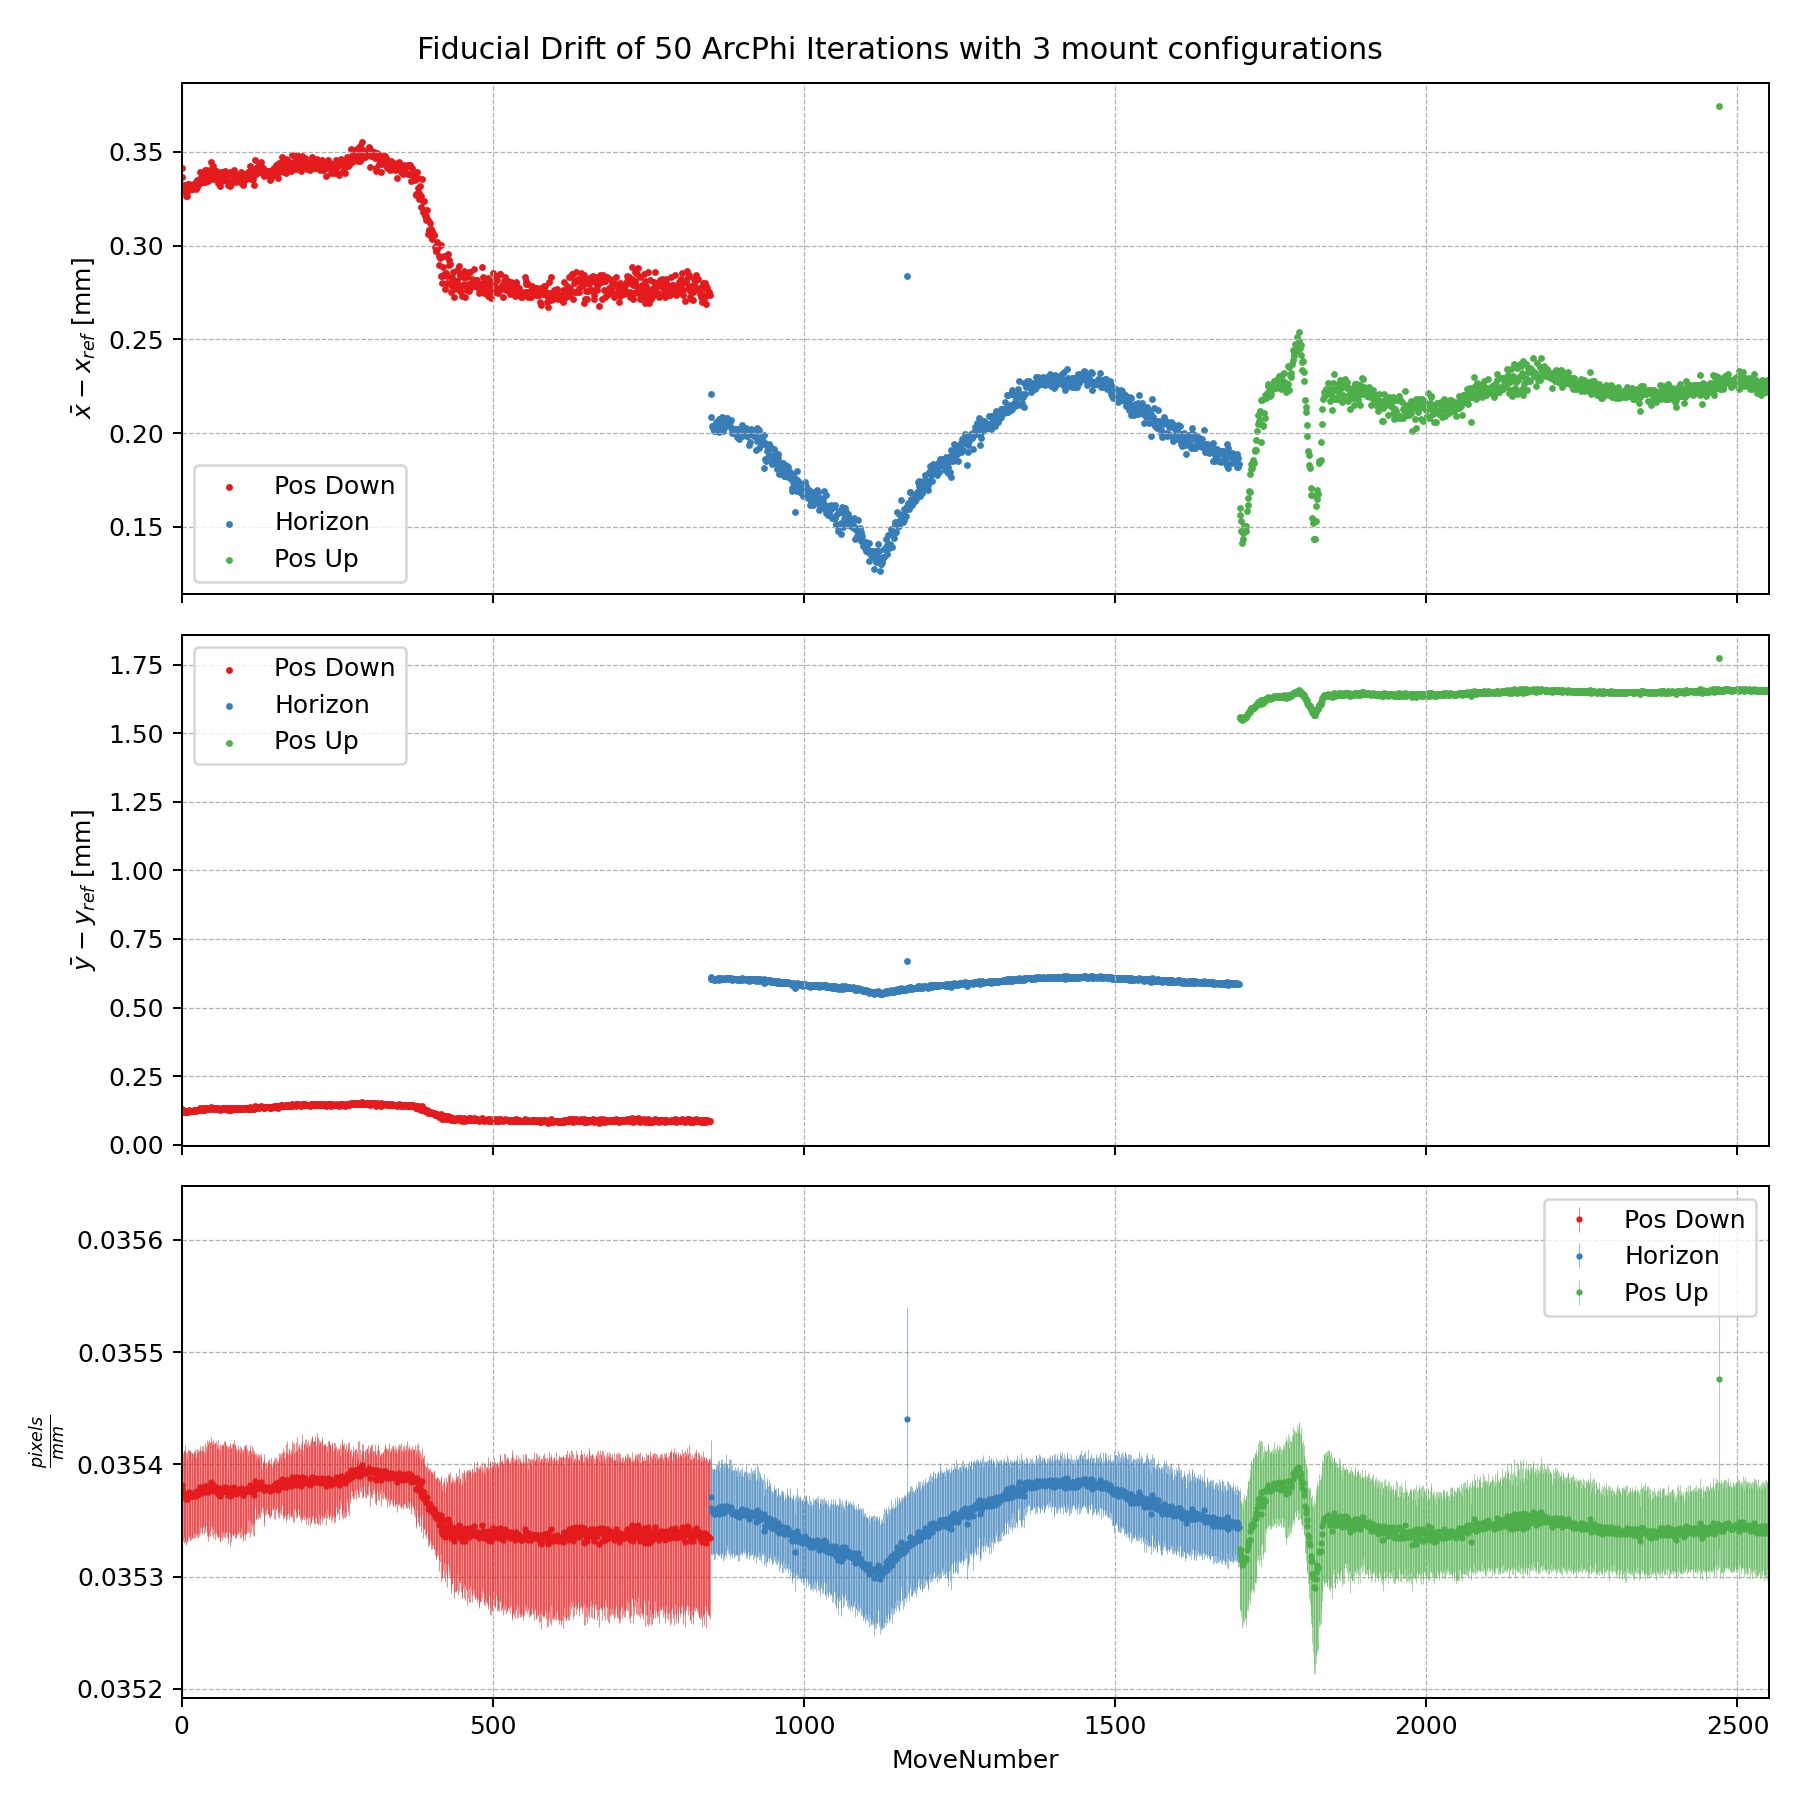 Fiducial Drift of 50 ArcPhi Iterations with 3 mount configurations
0.35
0.30
0.25
0.20
0.15
x̄ − x_ref [mm]
Pos Down
Horizon
Pos Up
1.75
1.50
1.25
1.00
0.75
0.50
0.25
0.00
ȳ − y_ref [mm]
Pos Down
Horizon
Pos Up
0.0356
0.0355
0.0354
0.0353
0.0352
pixels
mm
Pos Down
Horizon
Pos Up
0 500 1000 1500 2000 2500
MoveNumber